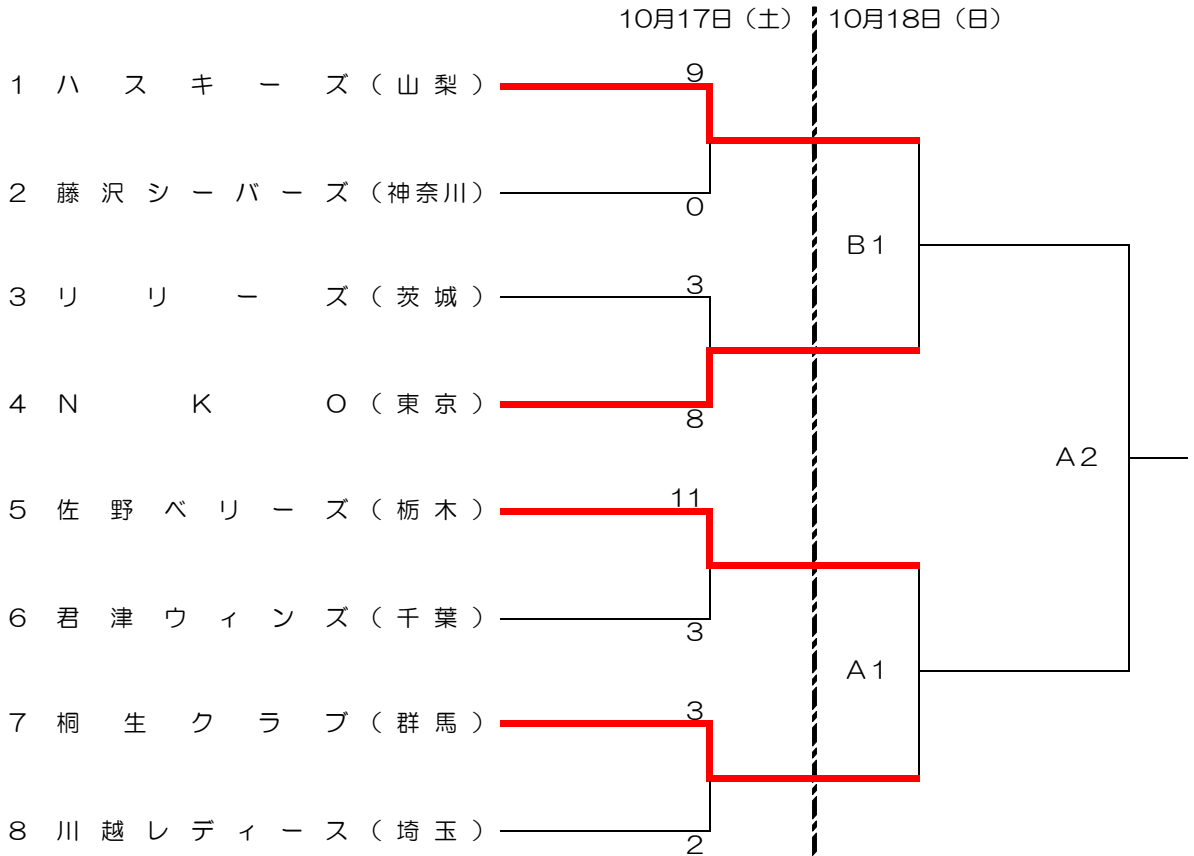 10月17日（土） 10月18日（日）
9
1 ハスキーズ（山梨）
2 藤沢シーバーズ（神奈川）
0
B1
3
3 リリーズ（茨城）
4 NKO（東京）
8
A2
11
5 佐野ベリーズ（栃木）
6 君津ウィンズ（千葉）
3
A1
3
7 桐生クラブ（群馬）
8 川越レディース（埼玉）
2